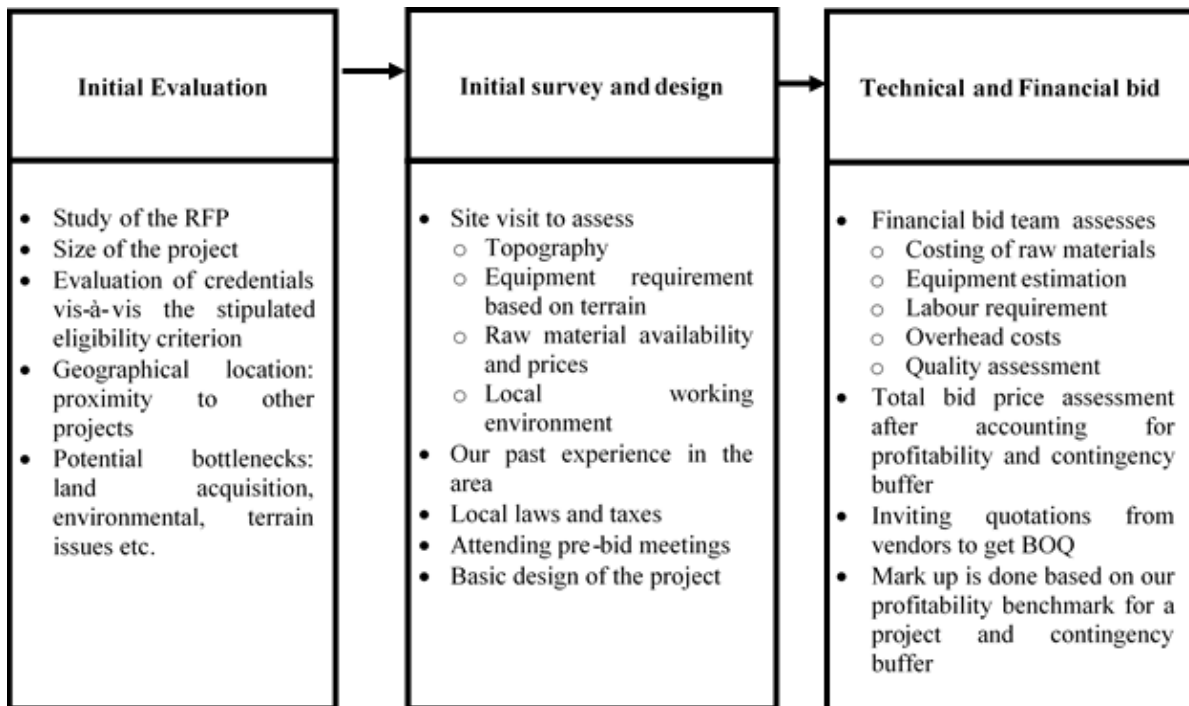 Initial Evaluation
• Study of the RFP
• Size of the project
• Evaluation of credentials
vis-à-vis the stipulated
eligibility criterion
• Geographical location:
proximity to other
projects
• Potential bottlenecks:
land acquisition,
environmental, terrain
issues etc.
Initial survey and design
• Site visit to assess
o Topography
o Equipment requirement
based on terrain
o Raw material availability
and prices
o Local working
environment
• Our past experience in the
area
• Local laws and taxes
• Attending pre-bid meetings
• Basic design of the project
Technical and Financial bid
• Financial bid team assesses
o Costing of raw materials
o Equipment estimation
o Labour requirement
o Overhead costs
o Quality assessment
• Total bid price assessment
after accounting for
profitability and contingency
buffer
• Inviting quotations from
vendors to get BOQ
• Mark up is done based on our
profitability benchmark for a
project and contingency
buffer